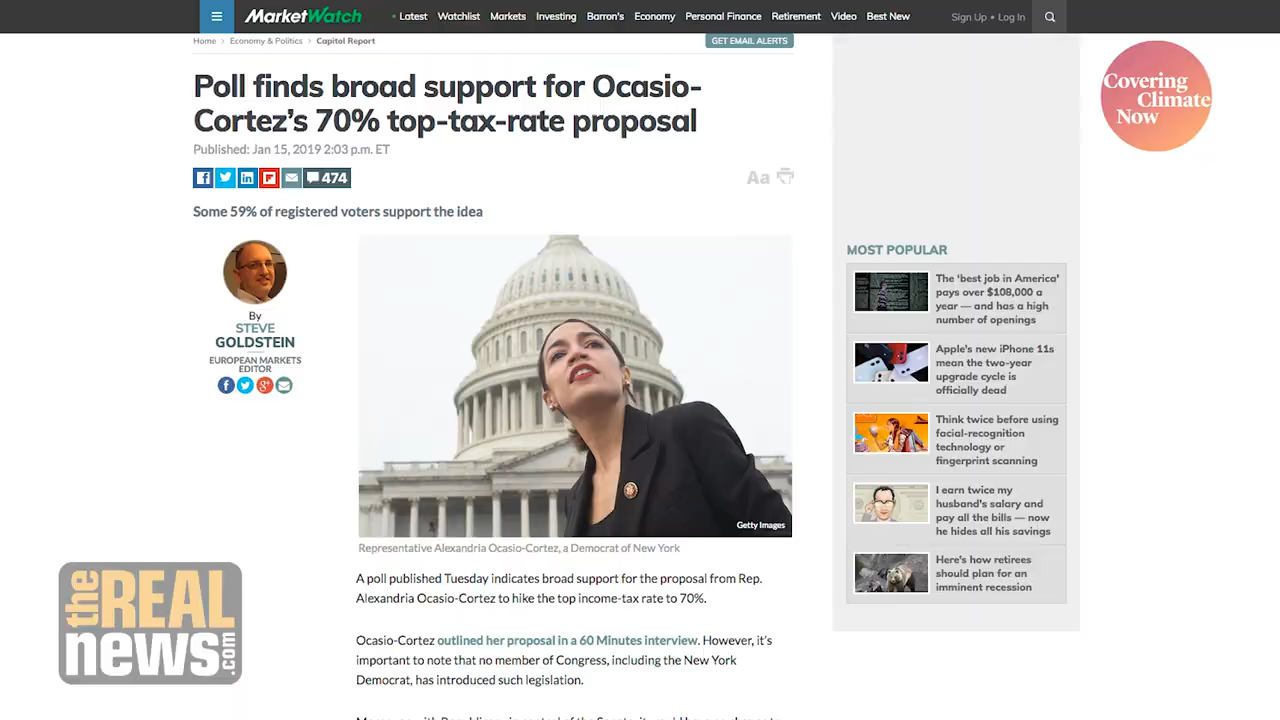 MarketWatch
• Latest Watchlist Markets Investing Barron's Economy Personal Finance Retirement Video Best New
Sign Up • Log In
Home > Economy & Politics > Capitol Report
GET EMAIL ALERTS
Poll finds broad support for Ocasio-
Cortez's 70% top-tax-rate proposal
Published: Jan 15, 2019 2:03 p.m. ET
474
Aa
Some 59% of registered voters support the idea
By
STEVE
GOLDSTEIN
EUROPEAN MARKETS
EDITOR
Getty Images
Representative Alexandria Ocasio-Cortez, a Democrat of New York
A poll published Tuesday indicates broad support for the proposal from Rep.
Alexandria Ocasio-Cortez to hike the top income-tax rate to 70%.
Ocasio-Cortez outlined her proposal in a 60 Minutes interview. However, it's
important to note that no member of Congress, including the New York
Democrat, has introduced such legislation.
Covering
Climate
Now
MOST POPULAR
The 'best job in America'
pays over $108,000 a
year — and has a high
number of openings
Apple's new iPhone 11s
mean the two-year
upgrade cycle is
officially dead
Think twice before using
facial-recognition
technology or
fingerprint scanning
I earn twice my
husband's salary and
pay all the bills — now
he hides all his savings
Here's how retirees
should plan for an
imminent recession
the REAL
news.com